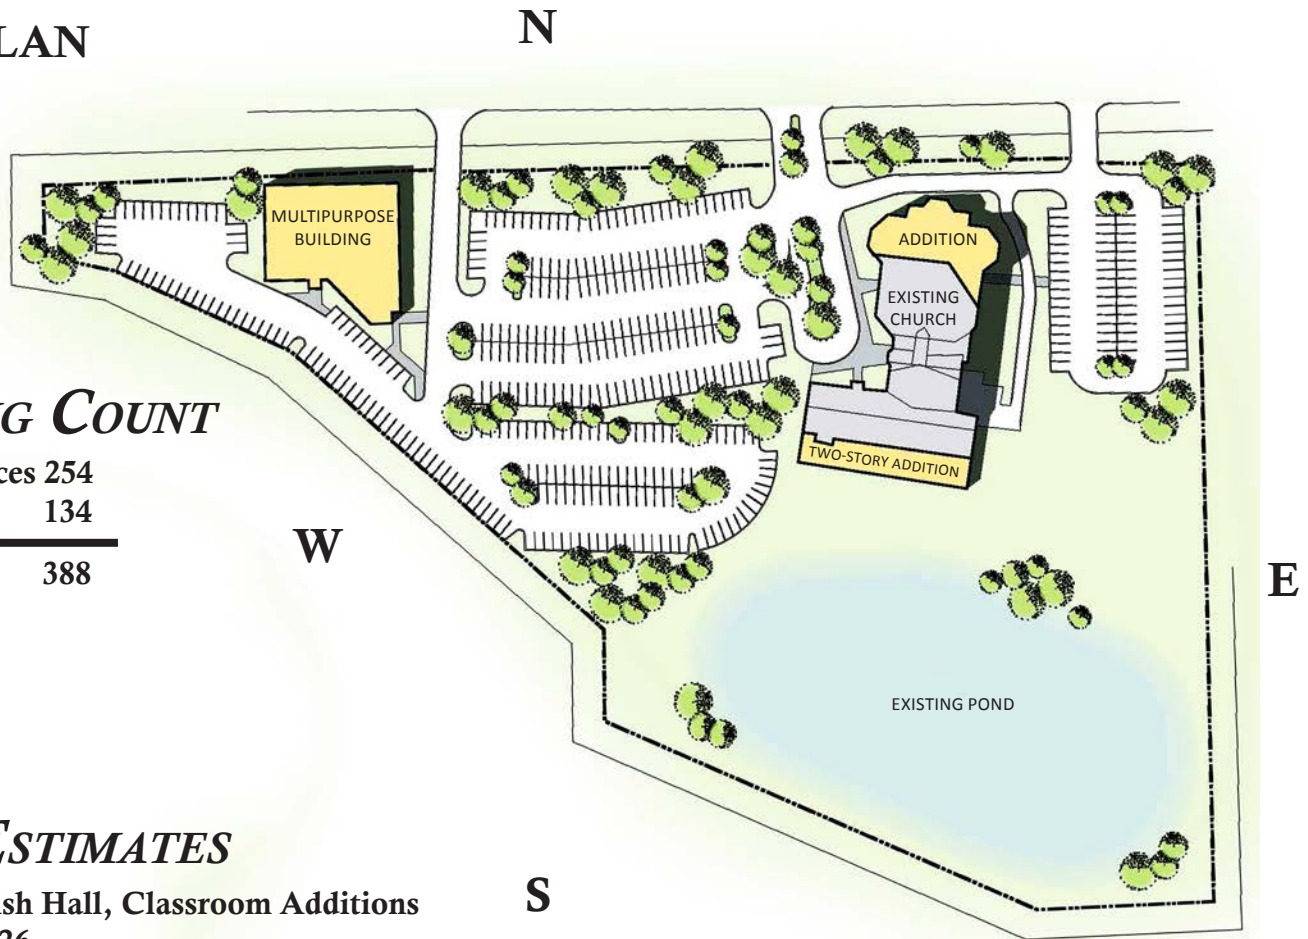 LAN
N
MULTIPURPOSE
BUILDING
ADDITION
EXISTING
CHURCH
TWO-STORY ADDITION
G COUNT
ces 254
134
388
W
E
EXISTING POND
ESTIMATES
sh Hall, Classroom Additions
S